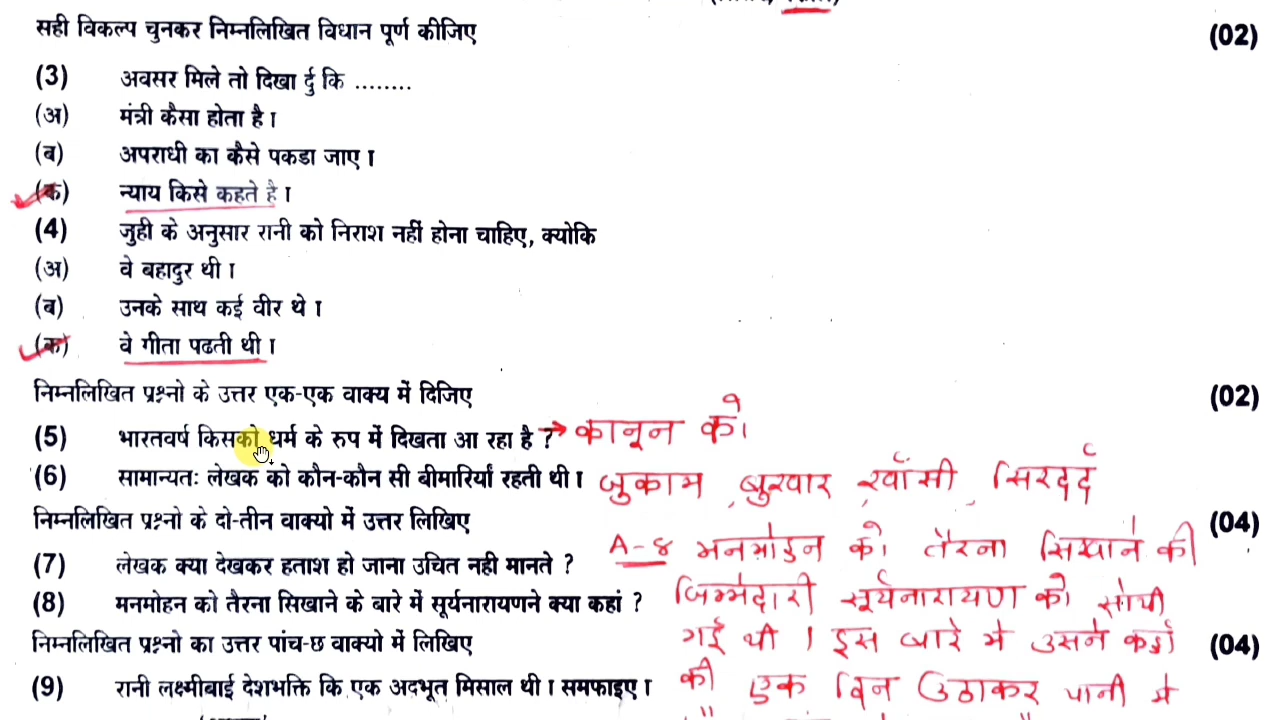 सही विकल्प चुनकर निम्नलिखित विधान पूर्ण कीजिए (02)
(3) अवसर मिले तो दिखा र्दु कि ........
(अ) मंत्री कैसा होता है।
(ब) अपराधी का कैसे पकडा जाए।
(क) न्याय किसे कहते है।
(4) जुही के अनुसार रानी को निराश नहीं होना चाहिए, क्योकि
(अ) वे बहादुर थी।
(ब) उनके साथ कई वीर थे।
(क) वे गीता पढती थी।
निम्नलिखित प्रश्नो के उत्तर एक-एक वाक्य में दिजिए (02)
(5) भारतवर्ष किसको धर्म के रुप में दिखता आ रहा है ? → कानून को
(6) सामान्यतः लेखक को कौन-कौन सी बीमारियाँ रहती थी। जुकाम, बुखार, खाँसी, सिरदर्द
निम्नलिखित प्रश्नो के दो-तीन वाक्यो में उत्तर लिखिए (04)
A-8 मनमोहन को तैरना सिखाने की
(7) लेखक क्या देखकर हताश हो जाना उचित नही मानते ?
(8) मनमोहन को तैरना सिखाने के बारे में सूर्यनारायणने क्या कहां ? जिम्मेदारी सूर्यनारायण को सोपी
निम्नलिखित प्रश्नो का उत्तर पांच-छ वाक्यो में लिखिए (04)
गई थी। इस बारे मे उसने कहाँ
(9) रानी लक्ष्मीबाई देशभक्ति कि एक अदभूत मिसाल थी। समफाइए। की एक दिन उठाकर पानी मे